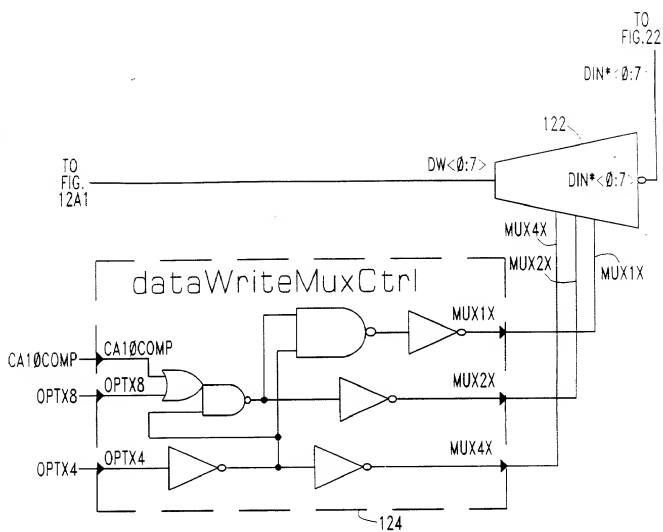 TO
FIG.22
DIN*<0:7>
122
DW<0:7>
TO
FIG.
12A1
DIN*<0:7>
MUX4X
MUX2X
MUX1X
dataWriteMuxCtrl
MUX1X
CA10COMP
CA10COMP
OPTX8
OPTX8
MUX2X
OPTX4
OPTX4
MUX4X
124